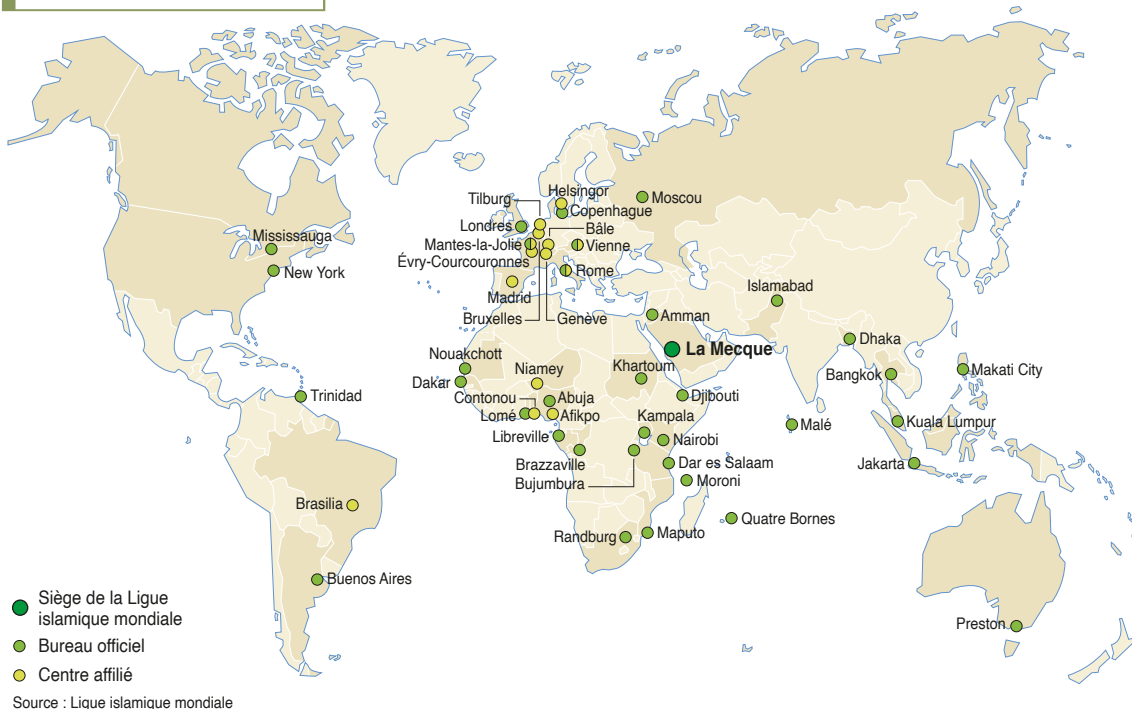 Helsingor
Tilburg
Moscou
Copenhague
Londres
Bâle
Mississauga
Mantes-la-Jolie
Vienne
Évry-Courcouronnes
New York
Rome
Islamabad
Madrid
Bruxelles
Genève
Amman
Dhaka
La Mecque
Nouakchott
Niamey
Khartoum
Bangkok
Makati City
Dakar
Trinidad
Contonou
Abuja
Djibouti
Lomé
Afikpo
Kampala
Malé
Kuala Lumpur
Libreville
Nairobi
Brazzaville
Dar es Salaam
Jakarta
Bujumbura
Moroni
Brasilia
Quatre Bornes
Randburg
Maputo
Buenos Aires
Preston
Siège de la Ligue
islamique mondiale
Bureau officiel
Centre affilié
Source : Ligue islamique mondiale